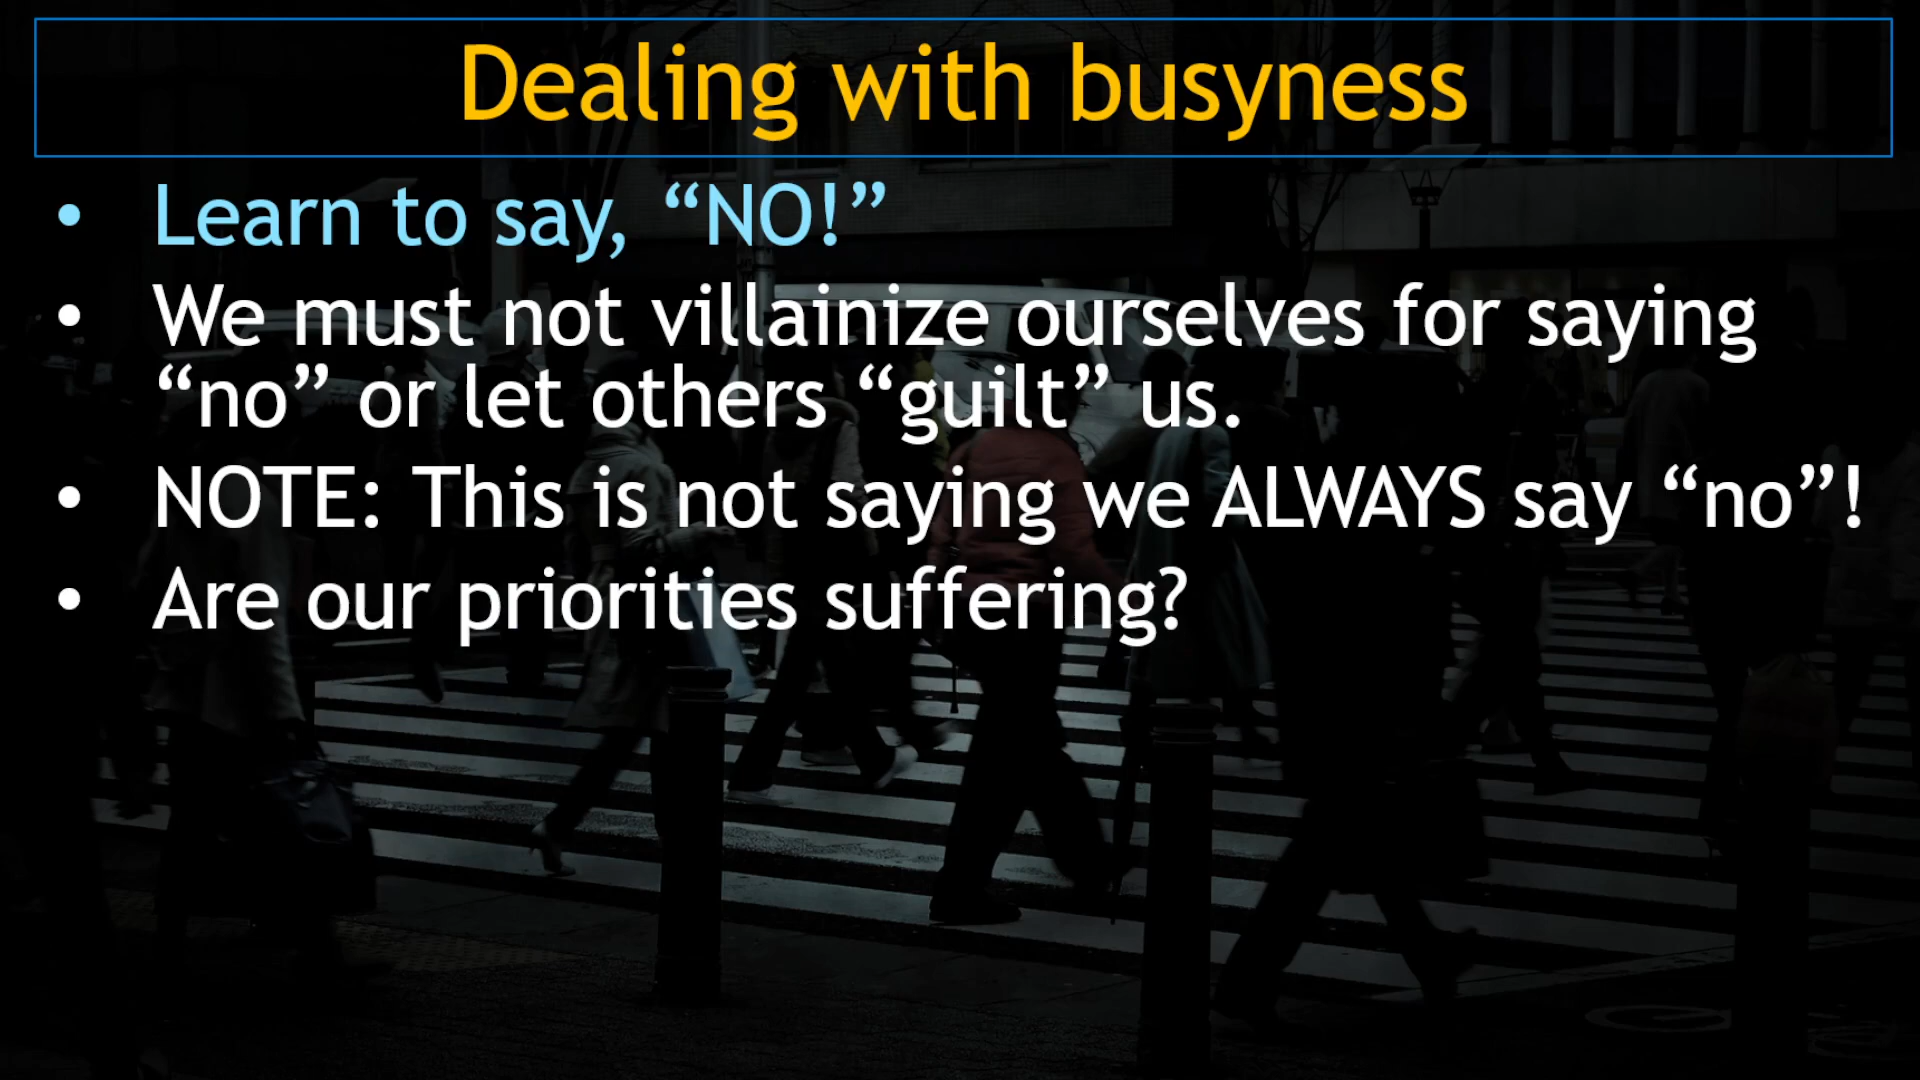 Dealing with busyness
• Learn to say, “NO!”
• We must not villainize ourselves for saying
“no” or let others “guilt” us.
• NOTE: This is not saying we ALWAYS say “no”!
• Are our priorities suffering?